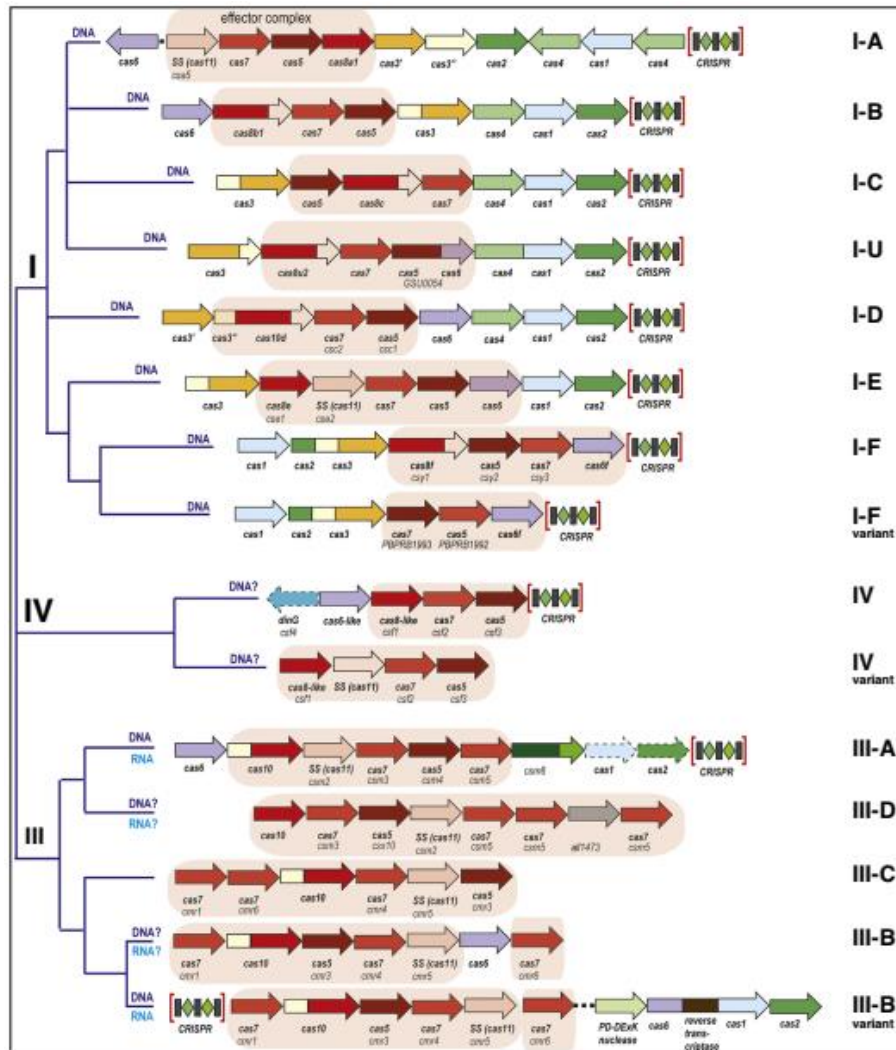 effector complex
DNA
I-A
cas6 SS (cas11) cas7 cas5 cas8a1 cas3' cas3" cas2 cas4 cas1 cas4 CRISPR
csa5
DNA
I-B
cas6 cas8b1 cas7 cas5 cas3 cas4 cas1 cas2 CRISPR
DNA
I-C
cas3 cas5 cas8c cas7 cas4 cas1 cas2 CRISPR
DNA
I-U
I
cas3 cas8u2 cas7 cas5 cas6 cas4 cas1 cas2 CRISPR
GSU0054
DNA
I-D
cas3' cas3" cas10d cas7 cas5 cas6 cas4 cas1 cas2 CRISPR
csc2 csc1
DNA
I-E
cas3 cas8e SS (cas11) cas7 cas5 cas6 cas1 cas2 CRISPR
cse1 cse2
DNA
I-F
cas1 cas2 cas3 cas8f cas5 cas7 cas6f CRISPR
csy1 csy2 csy3
DNA
I-F
variant
cas1 cas2 cas3 cas7 cas5 cas6f CRISPR
PBPRB1993 PBPRB1992
DNA?
IV
IV
dinG cas6-like cas8-like cas7 cas5 CRISPR
csf4 csf1 csf2 csf3
DNA?
IV
variant
cas8-like SS (cas11) cas7 cas5
csf1 csf2 csf3
DNA
RNA
III-A
cas6 cas10 SS (cas11) cas7 cas5 cas7 csm6 cas1 cas2 CRISPR
csm2 csm3 csm4 csm5
DNA?
RNA?
III-D
III
cas10 cas7 cas5 SS (cas11) cas7 cas7 all1473 cas7
csm3 csx10 csm2 csm5 csm5 csm5
III-C
cas7 cas7 cas10 cas7 SS (cas11) cas5
cmr1 cmr6 cmr4 cmr5 cmr3
DNA?
RNA?
III-B
cas7 cas10 cas5 cas7 SS (cas11) cas6 cas7
cmr1 cmr3 cmr4 cmr5 cmr6
DNA
RNA
III-B
variant
CRISPR cas7 cas10 cas5 cas7 SS (cas11) cas7 PD-DExK cas6 reverse cas1 cas2
cmr1 cmr3 cmr4 cmr5 cmr6 nuclease trans-
criptase